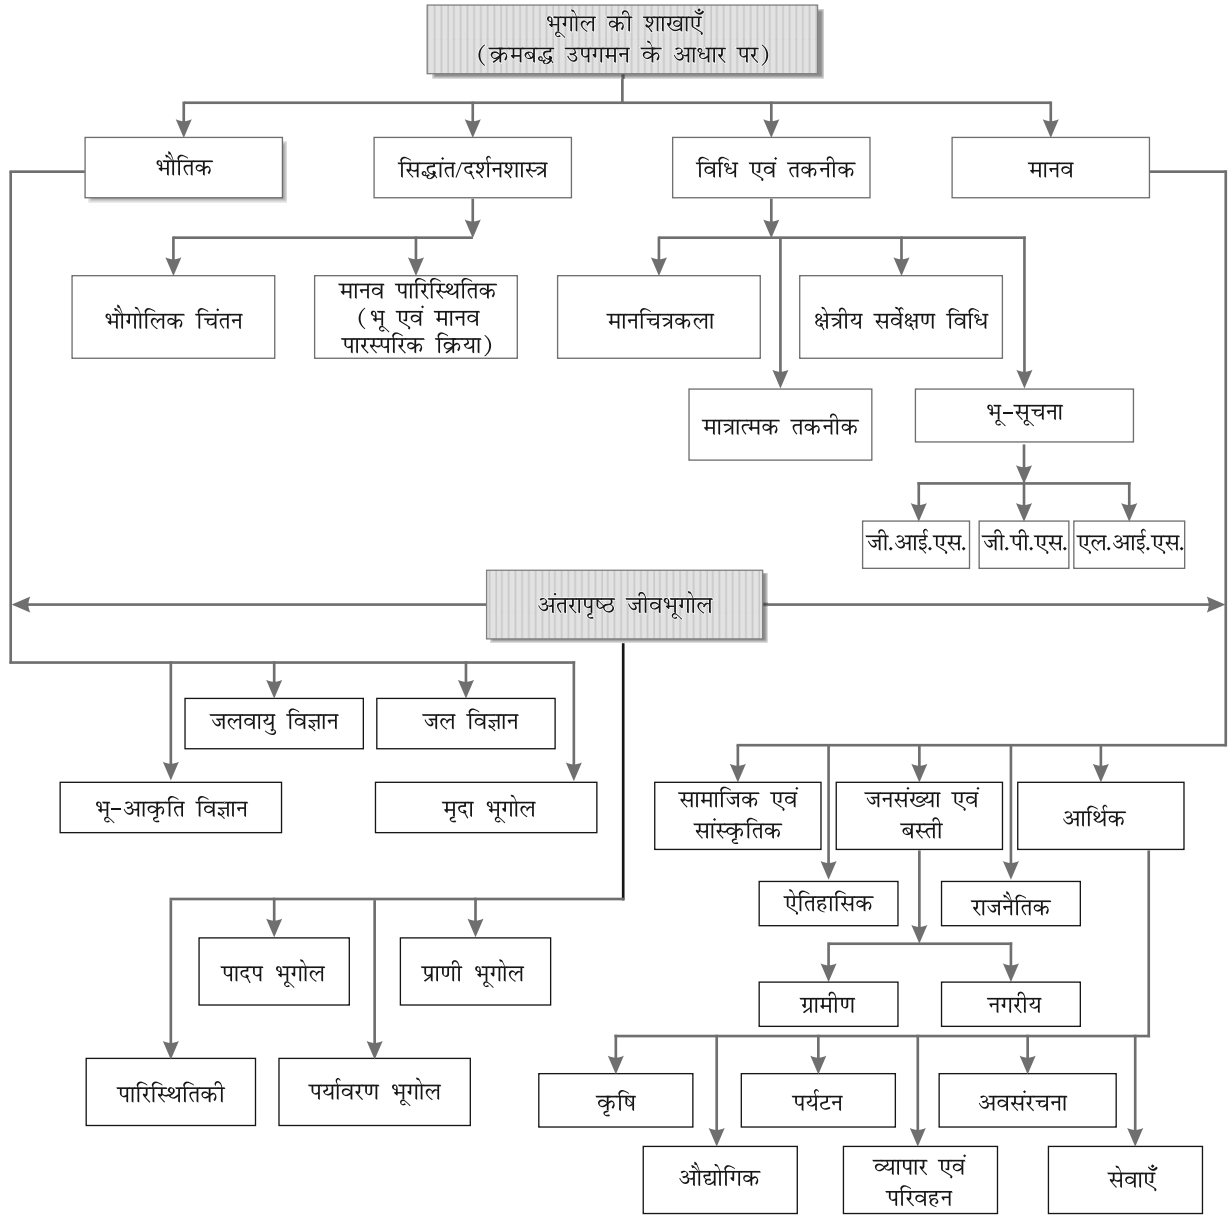 भूगोल की शाखाएँ
(क्रमबद्ध उपगमन के आधार पर)
भौतिक
सिद्धांत/दर्शनशास्त्र
विधि एवं तकनीक
मानव
भौगोलिक चिंतन
मानव पारिस्थितिक
(भू एवं मानव
पारस्परिक क्रिया)
मानचित्रकला
क्षेत्रीय सर्वेक्षण विधि
मात्रात्मक तकनीक
भू-सूचना
जी.आई.एस.
जी.पी.एस.
एल.आई.एस.
अंतरापृष्ठ जीवभूगोल
जलवायु विज्ञान
जल विज्ञान
भू-आकृति विज्ञान
मृदा भूगोल
सामाजिक एवं
सांस्कृतिक
जनसंख्या एवं
बस्ती
आर्थिक
ऐतिहासिक
राजनैतिक
पादप भूगोल
प्राणी भूगोल
ग्रामीण
नगरीय
पारिस्थितिकी
पर्यावरण भूगोल
कृषि
पर्यटन
अवसंरचना
औद्योगिक
व्यापार एवं
परिवहन
सेवाएँ